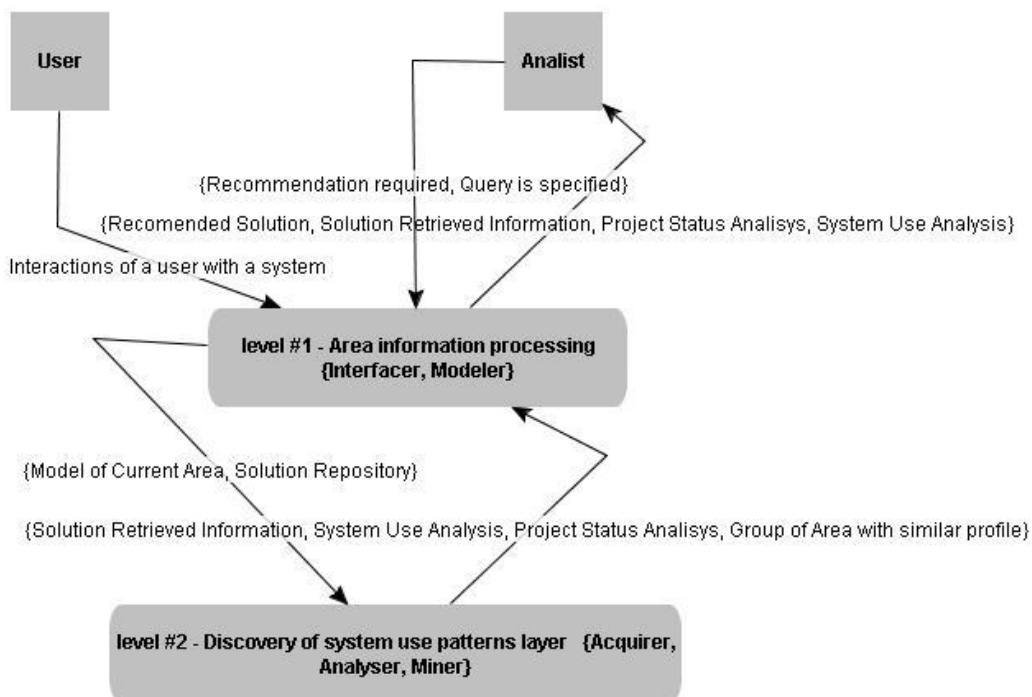 User
Analist
{Recommendation required, Query is specified}
{Recomended Solution, Solution Retrieved Information, Project Status Analisys, System Use Analysis}
Interactions of a user with a system
level #1 - Area information processing
{Interfacer, Modeler}
{Model of Current Area, Solution Repository}
{Solution Retrieved Information, System Use Analysis, Project Status Analisys, Group of Area with similar profile}
level #2 - Discovery of system use patterns layer {Acquirer,
Analyser, Miner}